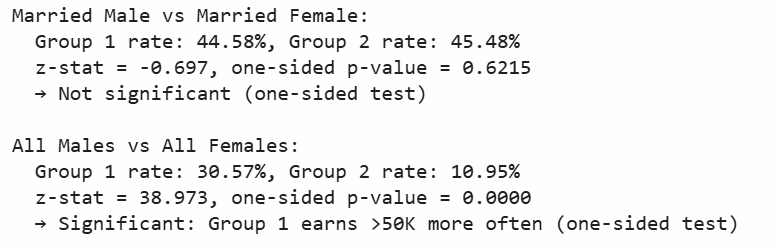 Married Male vs Married Female:
Group 1 rate: 44.58%, Group 2 rate: 45.48%
z-stat = -0.697, one-sided p-value = 0.6215
→ Not significant (one-sided test)
All Males vs All Females:
Group 1 rate: 30.57%, Group 2 rate: 10.95%
z-stat = 38.973, one-sided p-value = 0.0000
→ Significant: Group 1 earns >50K more often (one-sided test)